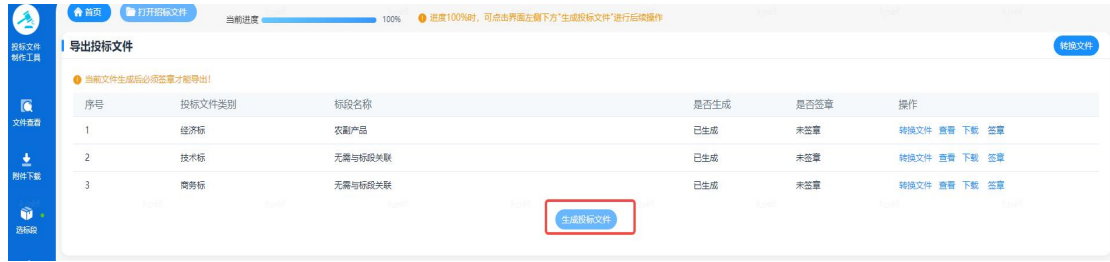 首页
打开招标文件
当前进度
100%
进度100%时，可点击界面左侧下方"生成投标文件"进行后续操作
投标文件
制作工具
导出投标文件
转换文件
当前文件生成后必须签章才能导出!
序号 投标文件类别 标段名称 是否生成 是否签章 操作
1 经济标 农副产品 已生成 未签章 转换文件 查看 下载 签章
2 技术标 无需与标段关联 已生成 未签章 转换文件 查看 下载 签章
3 商务标 无需与标段关联 已生成 未签章 转换文件 查看 下载 签章
生成投标文件
文件查看
附件下载
选标段